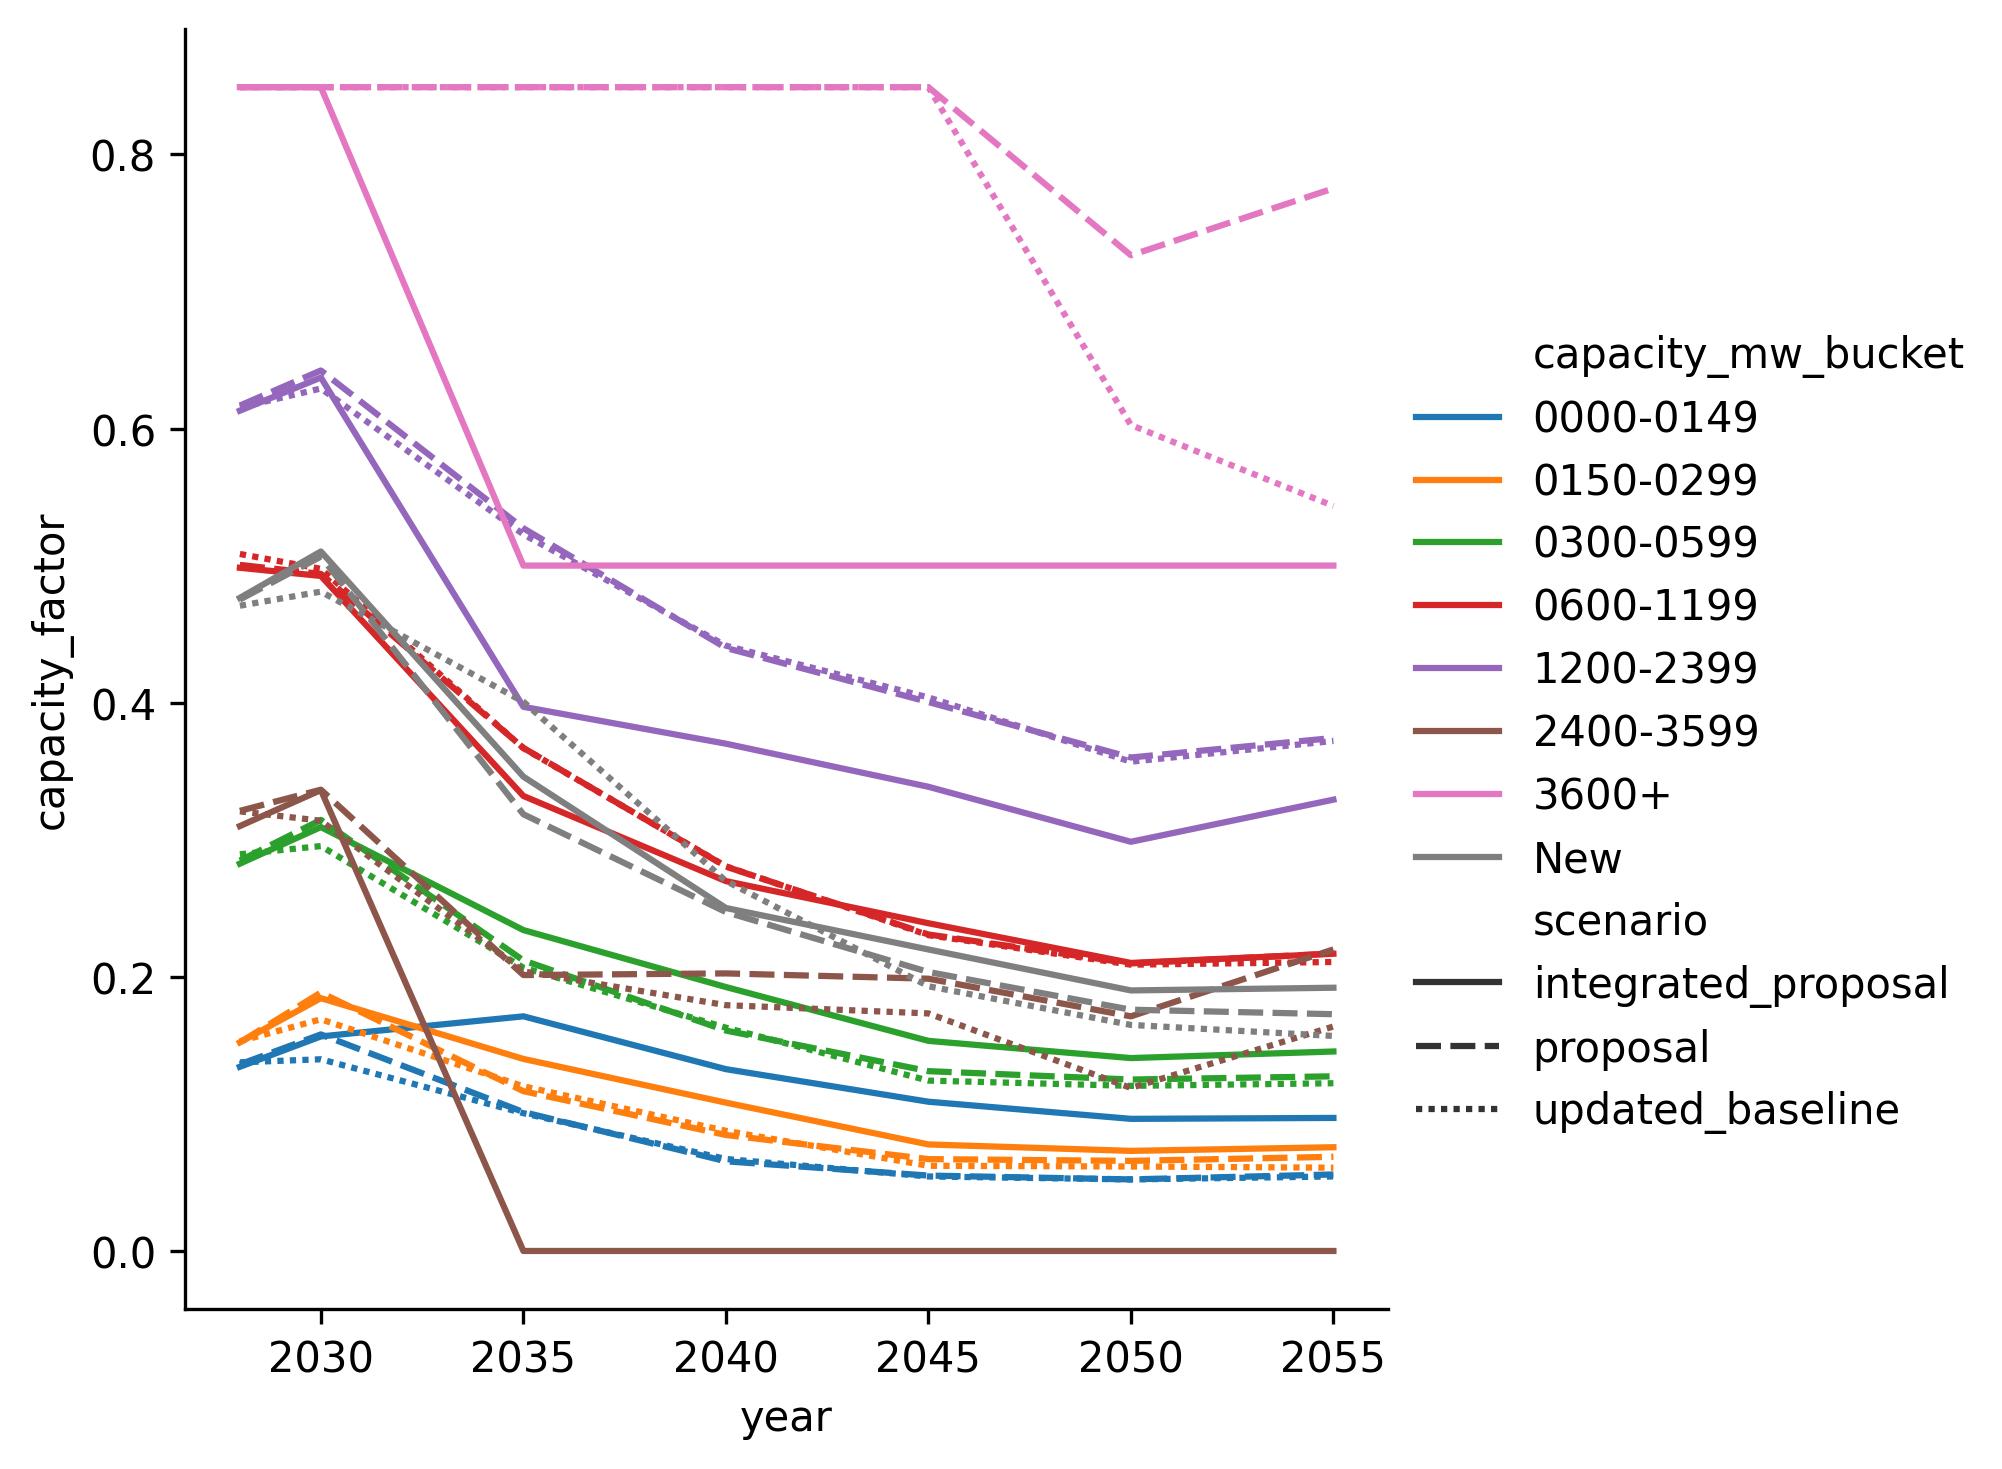 0.8
0.6
0.4
0.2
0.0
capacity_factor
2030 2035 2040 2045 2050 2055
year
capacity_mw_bucket
0000-0149
0150-0299
0300-0599
0600-1199
1200-2399
2400-3599
3600+
New
scenario
integrated_proposal
proposal
updated_baseline